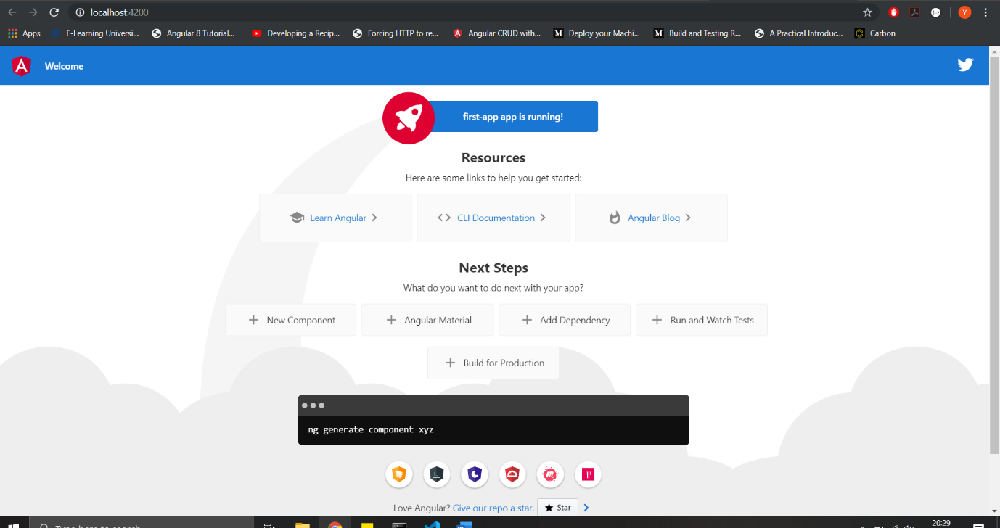 localhost:4200
Y
Apps E-Learning Universi... Angular 8 Tutorial... Developing a Recip... Forcing HTTP to re... Angular CRUD with... M Deploy your Machi... M Build and Testing R... A Practical Introduc... C Carbon
A Welcome
first-app app is running!
Resources
Here are some links to help you get started:
Learn Angular CLI Documentation Angular Blog
Next Steps
What do you want to do next with your app?
New Component Angular Material Add Dependency Run and Watch Tests
Build for Production
ng generate component xyz
Love Angular? Give our repo a star. Star
Type here to search
20:29